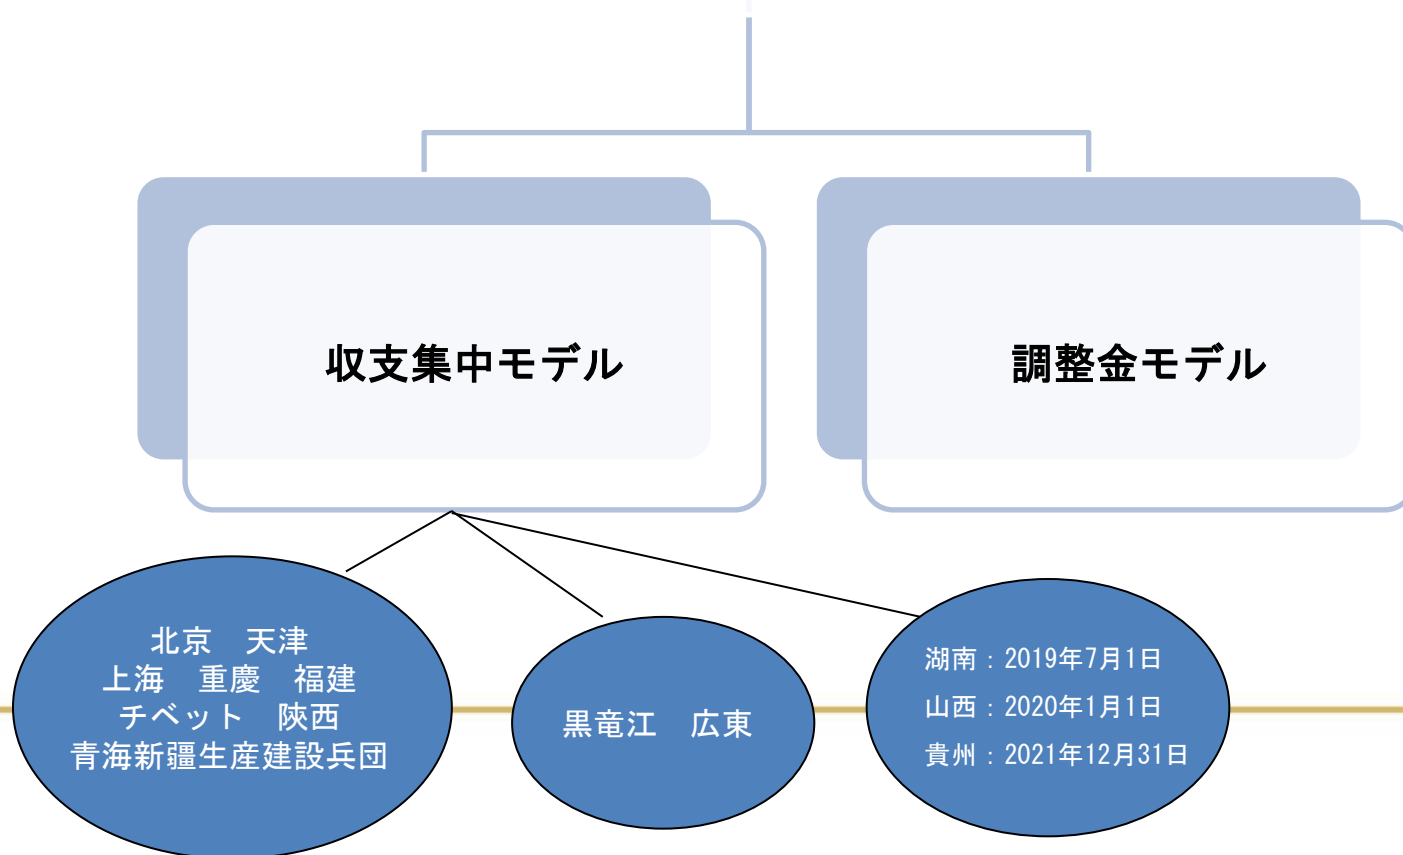 収支集中モデル
調整金モデル
北京　天津
上海　重慶　福建
チベット　陝西
青海新疆生産建設兵団
黒竜江　広東
湖南：2019年7月1日
山西：2020年1月1日
貴州：2021年12月31日